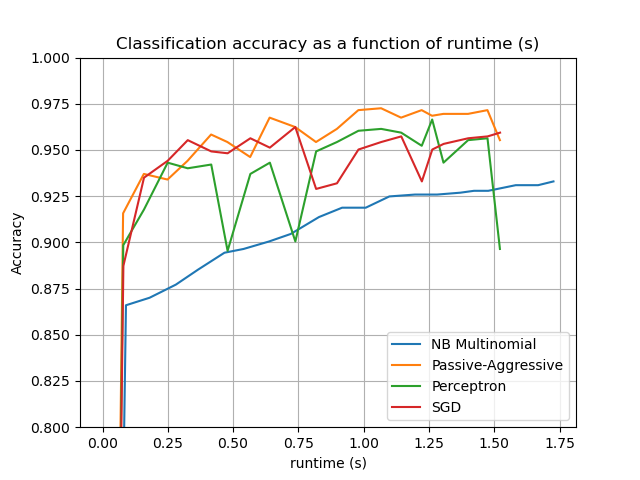 Classification accuracy as a function of runtime (s)
1.000
0.975
0.950
0.925
0.900
0.875
0.850
0.825
0.800
Accuracy
NB Multinomial
Passive-Aggressive
Perceptron
SGD
0.00 0.25 0.50 0.75 1.00 1.25 1.50 1.75
runtime (s)